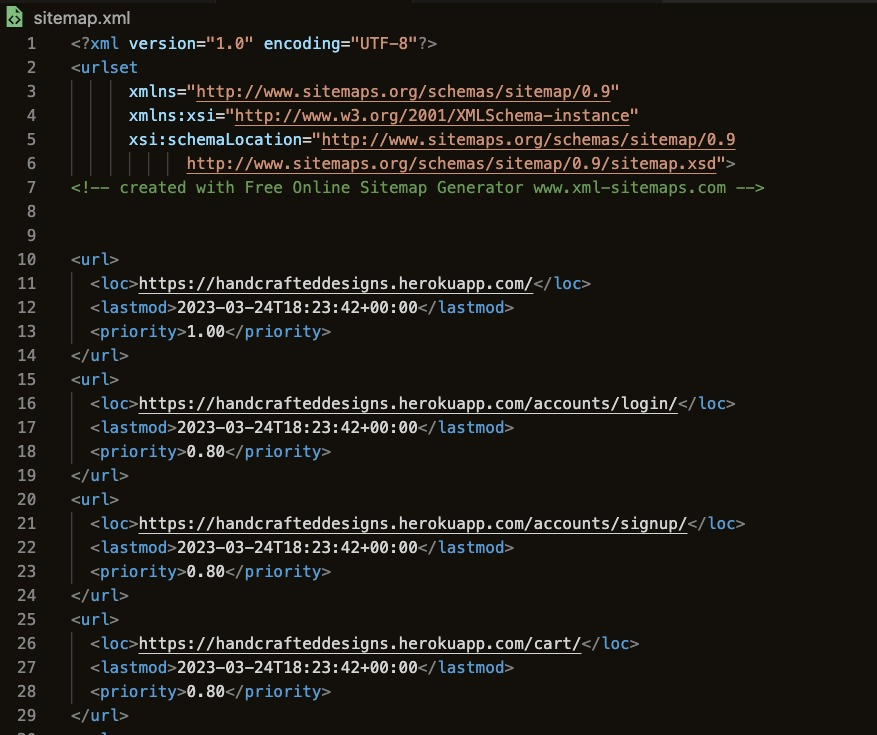 sitemap.xml
1 <?xml version="1.0" encoding="UTF-8"?>
2 <urlset
3 xmlns="http://www.sitemaps.org/schemas/sitemap/0.9"
4 xmlns:xsi="http://www.w3.org/2001/XMLSchema-instance"
5 xsi:schemaLocation="http://www.sitemaps.org/schemas/sitemap/0.9
6 http://www.sitemaps.org/schemas/sitemap/0.9/sitemap.xsd">
7 <!-- created with Free Online Sitemap Generator www.xml-sitemaps.com -->
8
9
10 <url>
11 <loc>https://handcrafteddesigns.herokuapp.com/</loc>
12 <lastmod>2023-03-24T18:23:42+00:00</lastmod>
13 <priority>1.00</priority>
14 </url>
15 <url>
16 <loc>https://handcrafteddesigns.herokuapp.com/accounts/login/</loc>
17 <lastmod>2023-03-24T18:23:42+00:00</lastmod>
18 <priority>0.80</priority>
19 </url>
20 <url>
21 <loc>https://handcrafteddesigns.herokuapp.com/accounts/signup/</loc>
22 <lastmod>2023-03-24T18:23:42+00:00</lastmod>
23 <priority>0.80</priority>
24 </url>
25 <url>
26 <loc>https://handcrafteddesigns.herokuapp.com/cart/</loc>
27 <lastmod>2023-03-24T18:23:42+00:00</lastmod>
28 <priority>0.80</priority>
29 </url>